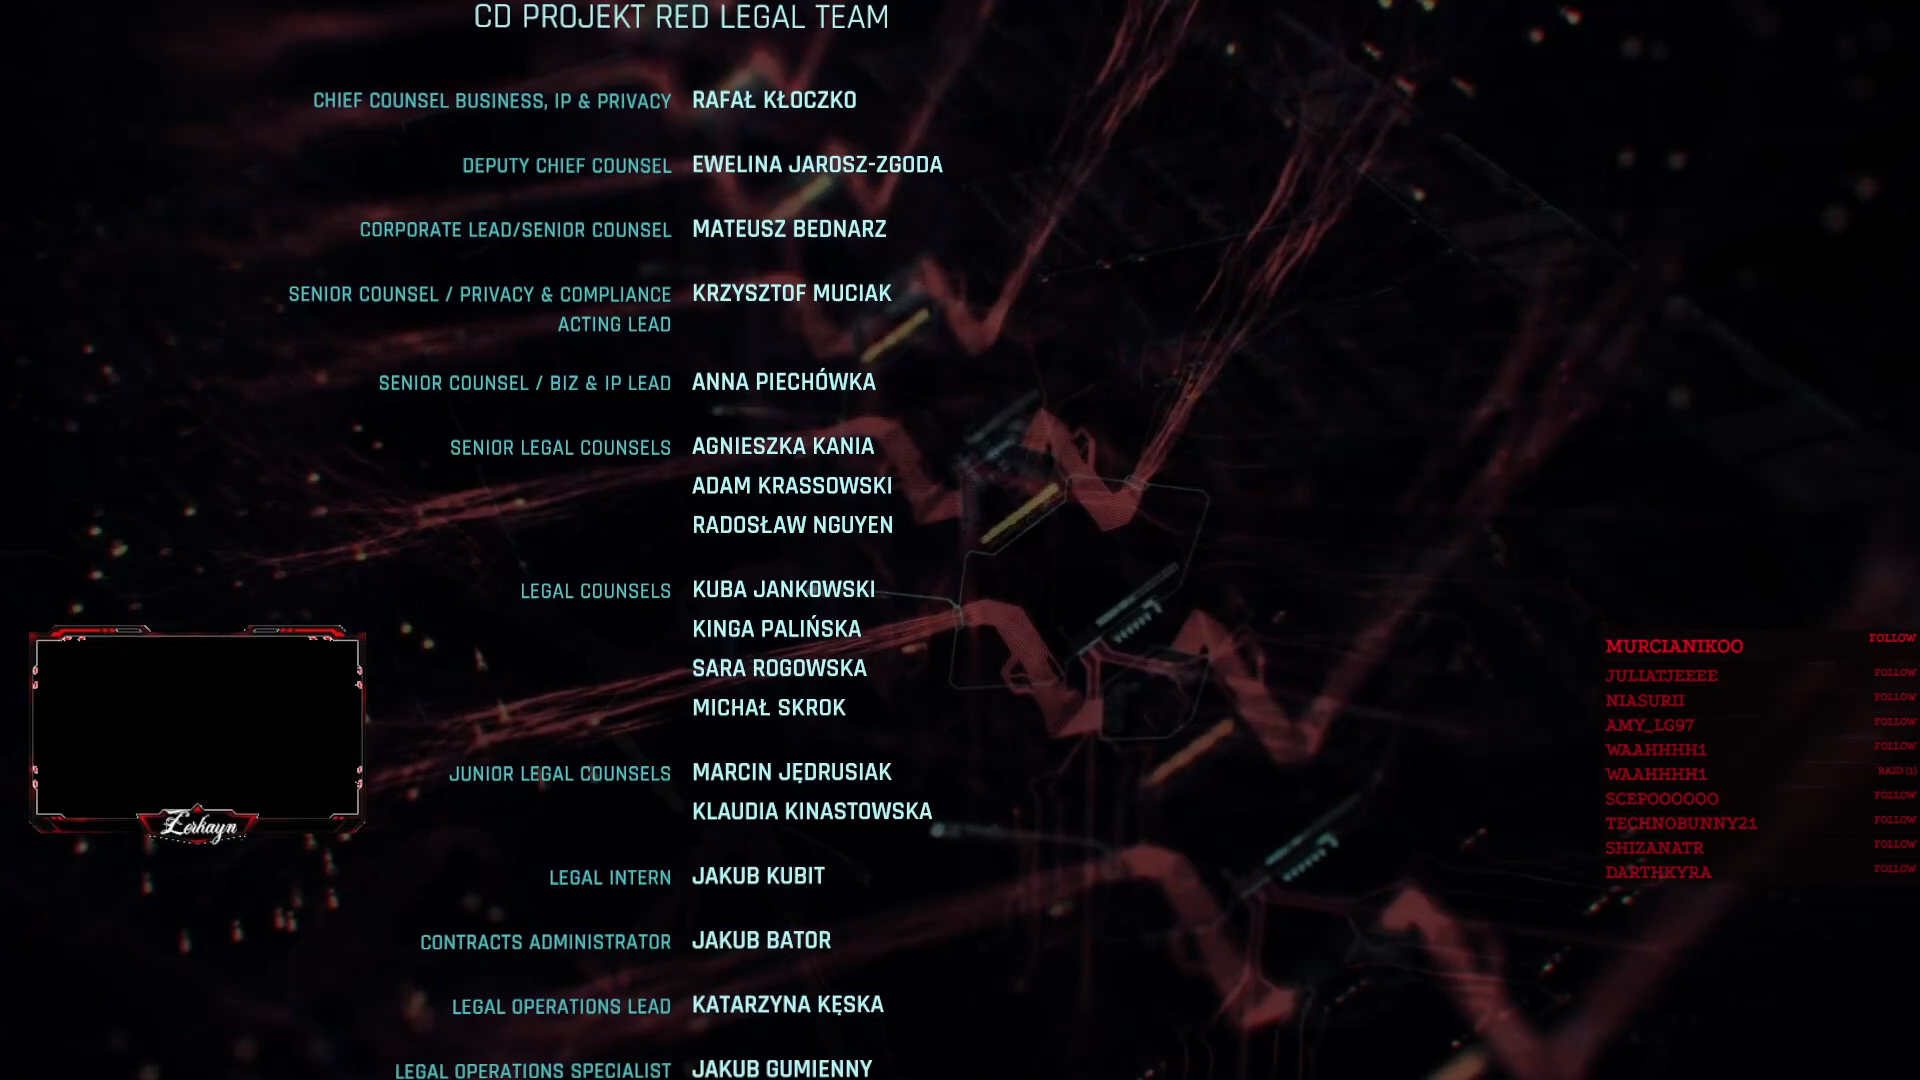 CD PROJEKT RED LEGAL TEAM
CHIEF COUNSEL BUSINESS, IP & PRIVACY RAFAŁ KŁOCZKO
DEPUTY CHIEF COUNSEL EWELINA JAROSZ-ZGODA
CORPORATE LEAD/SENIOR COUNSEL MATEUSZ BEDNARZ
SENIOR COUNSEL / PRIVACY & COMPLIANCE KRZYSZTOF MUCIAK
ACTING LEAD
SENIOR COUNSEL / BIZ & IP LEAD ANNA PIECHÓWKA
SENIOR LEGAL COUNSELS AGNIESZKA KANIA
ADAM KRASSOWSKI
RADOSŁAW NGUYEN
LEGAL COUNSELS KUBA JANKOWSKI
KINGA PALIŃSKA
SARA ROGOWSKA
MICHAŁ SKROK
JUNIOR LEGAL COUNSELS MARCIN JĘDRUSIAK
KLAUDIA KINASTOWSKA
LEGAL INTERN JAKUB KUBIT
CONTRACTS ADMINISTRATOR JAKUB BATOR
LEGAL OPERATIONS LEAD KATARZYNA KĘSKA
LEGAL OPERATIONS SPECIALIST JAKUB GUMIENNY
Zerkayn
MURCIANIKOO FOLLOW
JULIATJEEEE FOLLOW
NIASURII FOLLOW
AMY_LG97 FOLLOW
WAAHHHH1 FOLLOW
WAAHHHH1 RAID (1)
SCEPOOOOOO FOLLOW
TECHNOBUNNY21 FOLLOW
SHIZANATR FOLLOW
DARTHKYRA FOLLOW